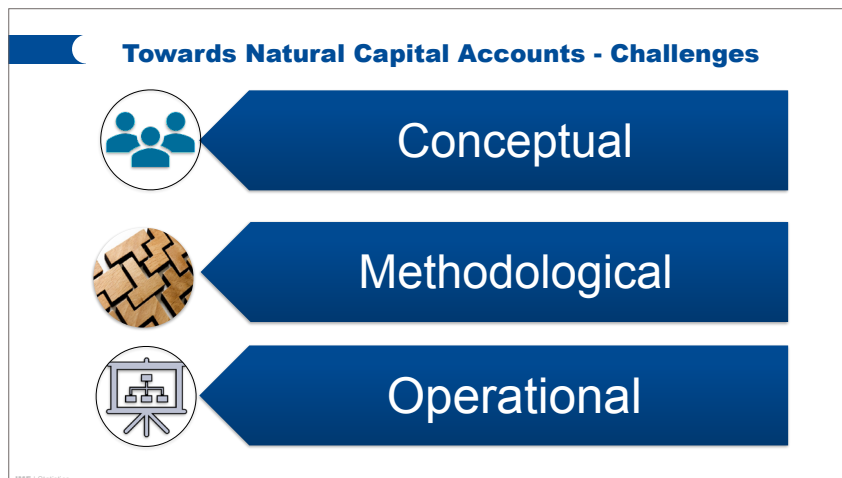 Towards Natural Capital Accounts - Challenges
Conceptual
Methodological
Operational